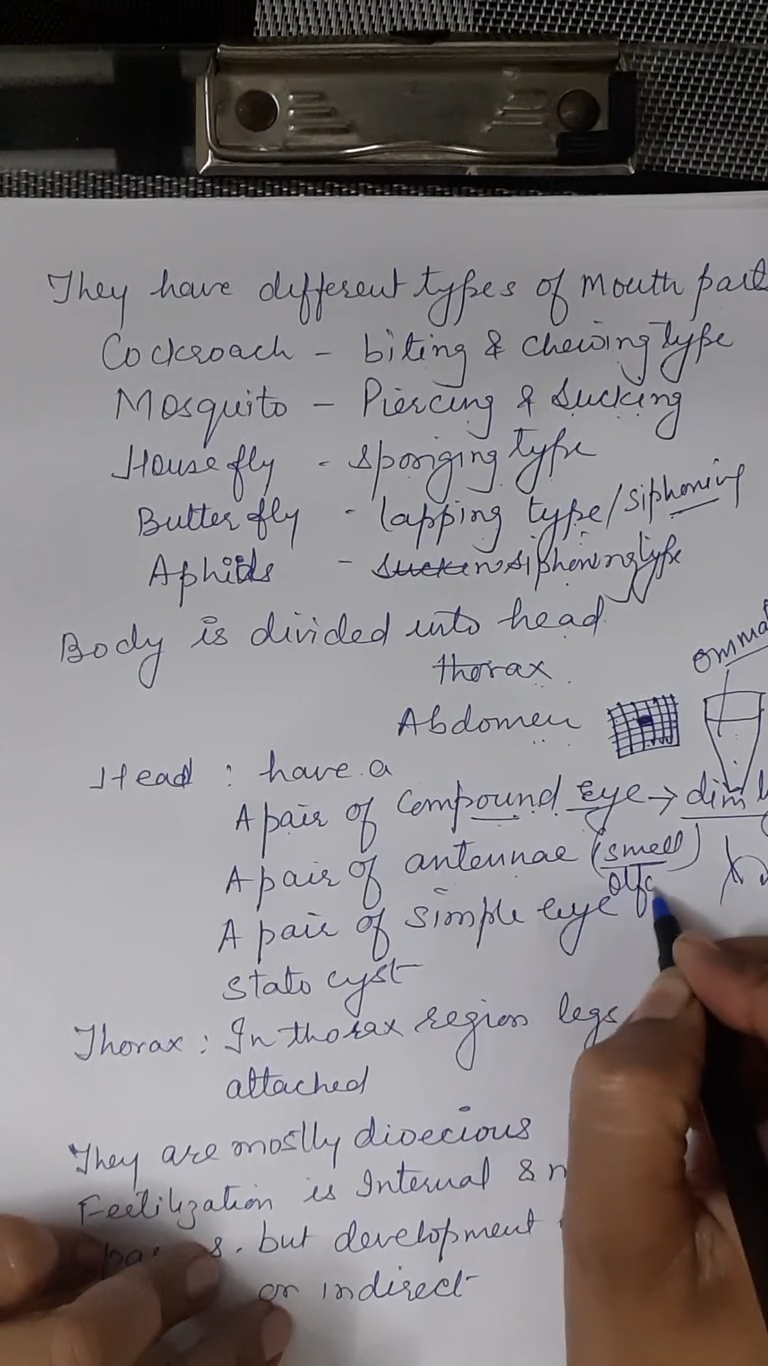 They have different types of Mouth part
Cockroach - biting & chewing type
Mosquito - Piercing & sucking
Housefly - sponging type
Butterfly - lapping type/siphoning
Aphids - siphoning type
Body is divided into head
thorax
Abdomen
Head : have a
A pair of compound Eye → dim
A pair of antennae (smell)
A pair of simple eye
stato cyst
Thorax : In thorax region legs
attached
They are mostly dioecious
Fertilization is Internal &
but development
or indirect